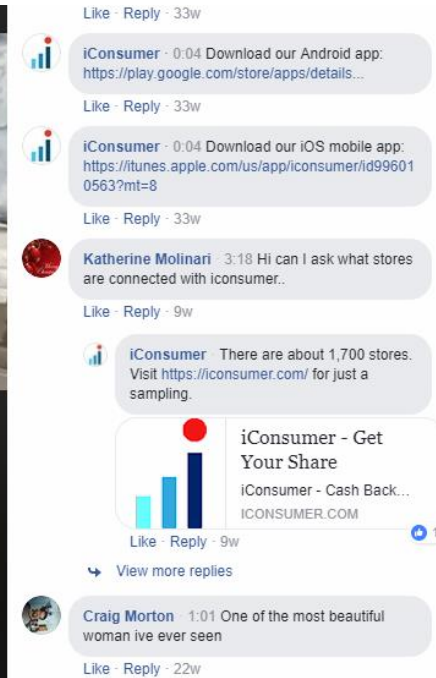 Like · Reply · 33w
iConsumer · 0:04 Download our Android app:
https://play.google.com/store/apps/details...
Like · Reply · 33w
iConsumer · 0:04 Download our iOS mobile app:
https://itunes.apple.com/us/app/iconsumer/id99601
0563?mt=8
Like · Reply · 33w
Katherine Molinari · 3:18 Hi can I ask what stores
are connected with iconsumer..
Like · Reply · 9w
iConsumer There are about 1,700 stores.
Visit https://iconsumer.com/ for just a
sampling.
iConsumer - Get
Your Share
iConsumer - Cash Back...
ICONSUMER.COM
1
Like · Reply · 9w
View more replies
Craig Morton · 1:01 One of the most beautiful
woman ive ever seen
Like · Reply · 22w